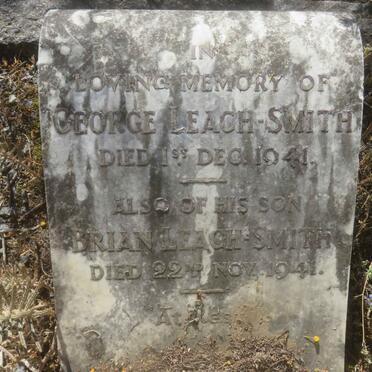 IN
LOVING MEMORY OF
GEORGE LEACH-SMITH
DIED 1ST DEC. 1941.
ALSO OF HIS SON
BRIAN LEACH-SMITH
DIED 22ND NOV. 1941.